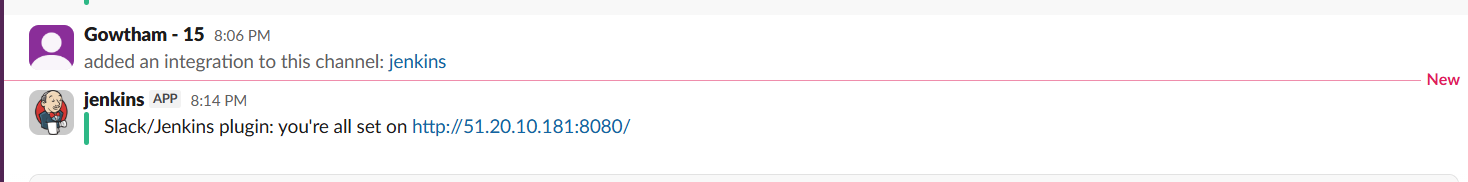 Gowtham - 15 8:06 PM
added an integration to this channel: jenkins
New
jenkins APP 8:14 PM
Slack/Jenkins plugin: you're all set on http://51.20.10.181:8080/